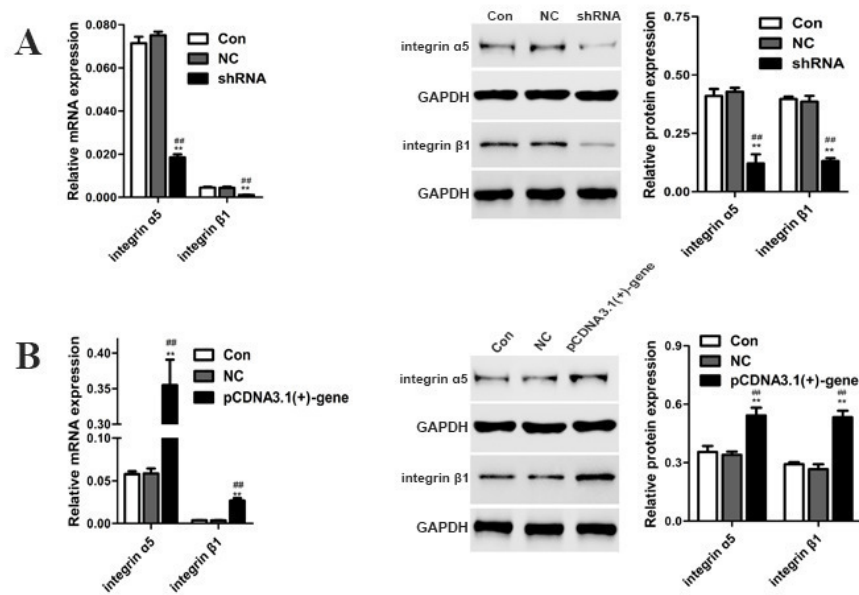 A
Relative mRNA expression
0.080
0.060
0.040
0.020
0.000
Con
NC
shRNA
##
**
##
**
integrin α5
integrin β1
Con NC shRNA
integrin α5
GAPDH
integrin β1
GAPDH
Relative protein expression
0.75
0.50
0.25
0.00
Con
NC
shRNA
##
**
##
**
integrin α5
integrin β1
B
Relative mRNA expression
0.40
0.35
0.30
0.10
0.05
0.00
Con
NC
pCDNA3.1(+)-gene
##
**
##
**
integrin α5
integrin β1
Con NC pCDNA3.1(+)-gene
integrin α5
GAPDH
integrin β1
GAPDH
Relative protein expression
0.9
0.6
0.3
0.0
Con
NC
pCDNA3.1(+)-gene
##
**
##
**
integrin α5
integrin β1